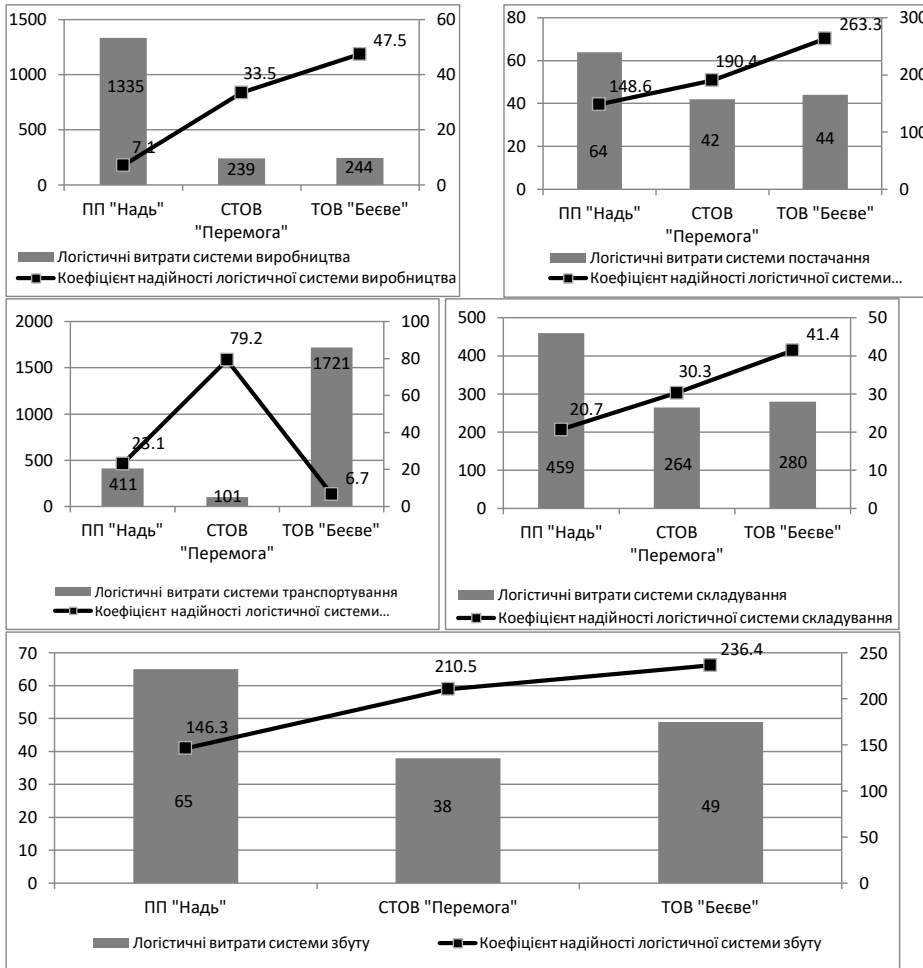 1500
1000
500
0
60
40
20
0
1335
239
244
7.1
33.5
47.5
ПП "Надь"
СТОВ
"Перемога"
ТОВ "Беєве"
Логістичні витрати системи виробництва
Коефіцієнт надійності логістичної системи виробництва
80
60
40
20
0
300
200
100
0
64
42
44
148.6
190.4
263.3
ПП "Надь"
СТОВ
"Перемога"
ТОВ "Беєве"
Логістичні витрати системи постачання
Коефіцієнт надійності логістичної системи…
2000
1500
1000
500
0
100
80
60
40
20
0
411
101
1721
23.1
79.2
6.7
ПП "Надь"
СТОВ
"Перемога"
ТОВ "Беєве"
Логістичні витрати системи транспортування
Коефіцієнт надійності логістичної системи…
500
400
300
200
100
0
50
40
30
20
10
0
459
264
280
20.7
30.3
41.4
ПП "Надь"
СТОВ
"Перемога"
ТОВ "Беєве"
Логістичні витрати системи складування
Коефіцієнт надійності логістичної системи складування
70
60
50
40
30
20
10
0
250
200
150
100
50
0
65
38
49
146.3
210.5
236.4
ПП "Надь"
СТОВ "Перемога"
ТОВ "Беєве"
Логістичні витрати системи збуту
Коефіцієнт надійності логістичної системи збуту